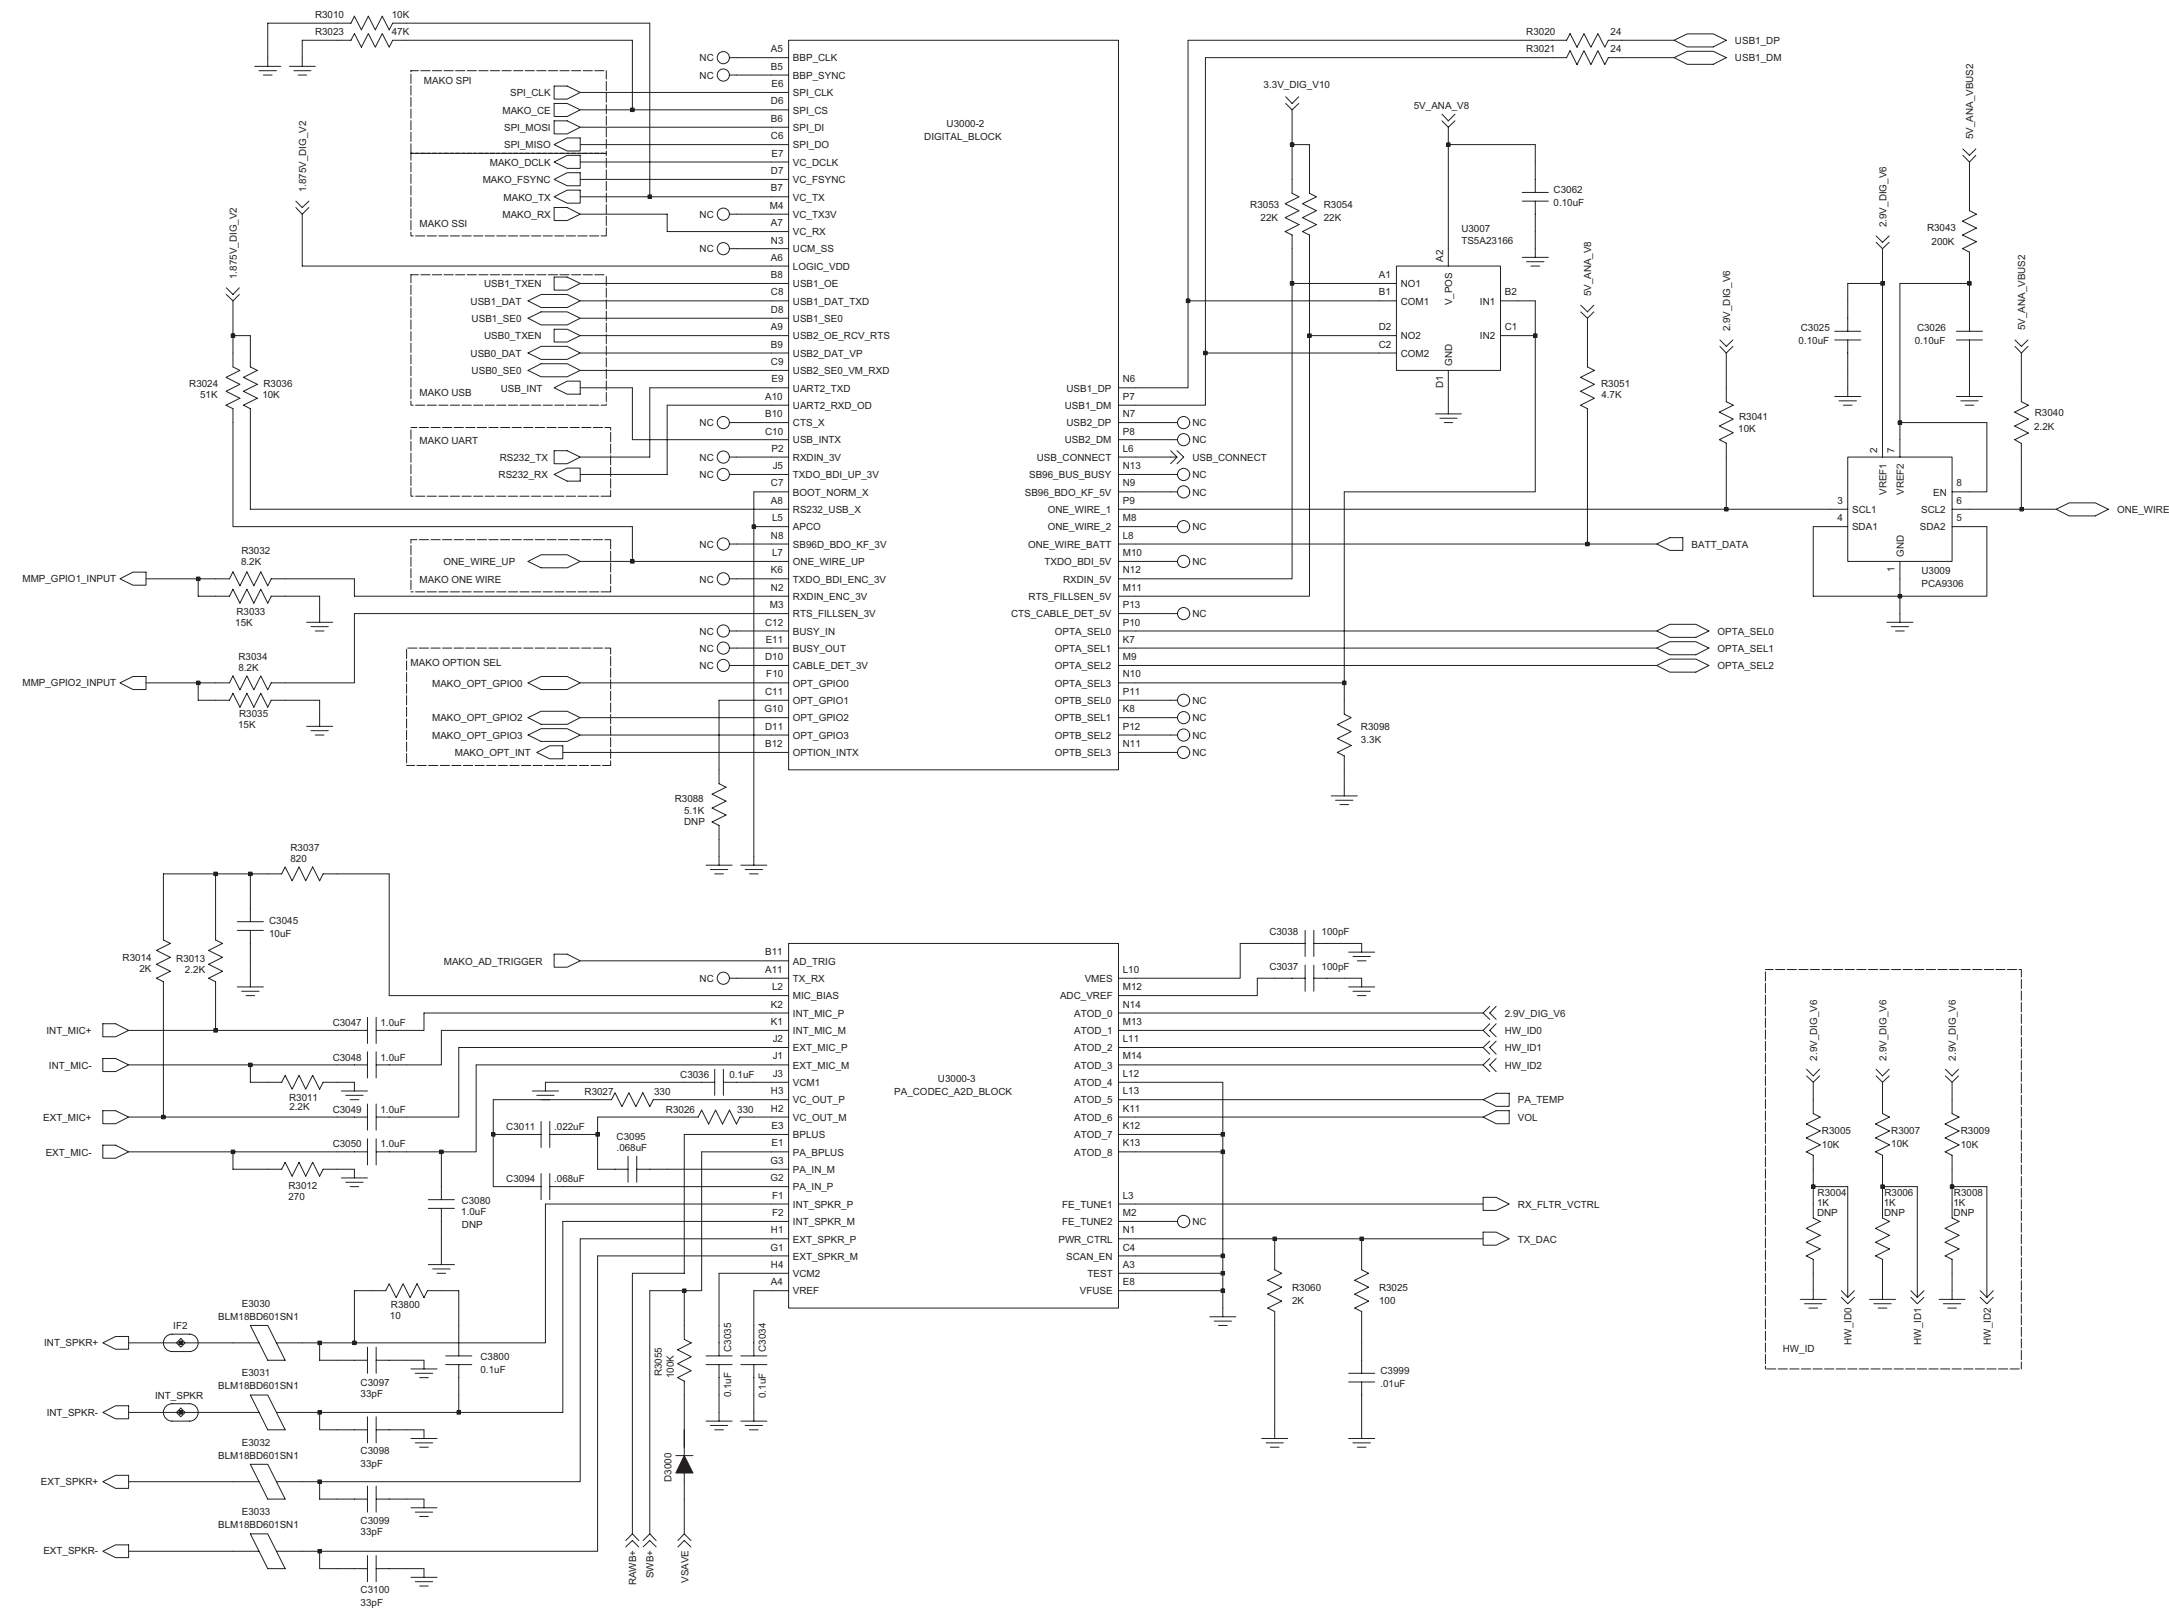 R3010 10K
R3023 47K
1.875V_DIG_V2
1.875V_DIG_V2
R3024
51K
R3036
10K
MAKO SPI
SPI_CLK
MAKO_CE
SPI_MOSI
SPI_MISO
MAKO_DCLK
MAKO_FSYNC
MAKO_TX
MAKO_RX
MAKO SSI
USB1_TXEN
USB1_DAT
USB1_SE0
USB0_TXEN
USB0_DAT
USB0_SE0
MAKO USB USB_INT
MAKO UART
RS232_TX
RS232_RX
ONE_WIRE_UP
MAKO ONE WIRE
MAKO OPTION SEL
MAKO_OPT_GPIO0
MAKO_OPT_GPIO2
MAKO_OPT_GPIO3
MAKO_OPT_INT
MMP_GPIO1_INPUT
R3032
8.2K
R3033
15K
MMP_GPIO2_INPUT
R3034
8.2K
R3035
15K
R3088
5.1K
DNP
U3000-2
DIGITAL_BLOCK
NC A5 BBP_CLK
NC B5 BBP_SYNC
E6 SPI_CLK
D6 SPI_CS
B6 SPI_DI
C6 SPI_DO
E7 VC_DCLK
D7 VC_FSYNC
B7 VC_TX
NC M4 VC_TX3V
A7 VC_RX
NC N3 UCM_SS
A6 LOGIC_VDD
B8 USB1_OE
C8 USB1_DAT_TXD
D8 USB1_SE0
A9 USB2_OE_RCV_RTS
B9 USB2_DAT_VP
C9 USB2_SE0_VM_RXD
E9 UART2_TXD
A10 UART2_RXD_OD
NC B10 CTS_X
C10 USB_INTX
NC P2 RXDIN_3V
NC J5 TXDO_BDI_UP_3V
C7 BOOT_NORM_X
A8 RS232_USB_X
L5 APCO
NC N8 SB96D_BDO_KF_3V
L7 ONE_WIRE_UP
NC K6 TXDO_BDI_ENC_3V
N2 RXDIN_ENC_3V
M3 RTS_FILLSEN_3V
NC C12 BUSY_IN
NC E11 BUSY_OUT
NC D10 CABLE_DET_3V
F10 OPT_GPIO0
C11 OPT_GPIO1
G10 OPT_GPIO2
D11 OPT_GPIO3
B12 OPTION_INTX
USB1_DP N6
USB1_DM P7
USB2_DP N7 NC
USB2_DM P8 NC
USB_CONNECT L6 USB_CONNECT
SB96_BUS_BUSY N13 NC
SB96_BDO_KF_5V N9 NC
ONE_WIRE_1 P9
ONE_WIRE_2 M8 NC
ONE_WIRE_BATT L8 BATT_DATA
TXDO_BDI_5V M10 NC
RXDIN_5V N12
RTS_FILLSEN_5V M11
CTS_CABLE_DET_5V P13 NC
OPTA_SEL0 P10 OPTA_SEL0
OPTA_SEL1 K7 OPTA_SEL1
OPTA_SEL2 M9 OPTA_SEL2
OPTA_SEL3 N10
OPTB_SEL0 P11 NC
OPTB_SEL1 K8 NC
OPTB_SEL2 P12 NC
OPTB_SEL3 N11 NC
R3020 24 USB1_DP
R3021 24 USB1_DM
3.3V_DIG_V10
R3053
22K
R3054
22K
5V_ANA_V8
C3062
0.10uF
U3007
TS5A23166
A2 V_POS
A1 NO1
B1 COM1
D2 NO2
C2 COM2
IN1 B2
IN2 C1
GND D1
R3098
3.3K
5V_ANA_V8
R3051
4.7K
2.9V_DIG_V6
R3041
10K
2.9V_DIG_V6
C3025
0.10uF
5V_ANA_VBUS2
R3043
200K
C3026
0.10uF
5V_ANA_VBUS2
R3040
2.2K
2 VREF1
7 VREF2
3 SCL1
4 SDA1
EN 8
SCL2 6
SDA2 5
GND 1
U3009
PCA9306
ONE_WIRE
R3037
820
C3045
10uF
R3014
2K
R3013
2.2K
MAKO_AD_TRIGGER
INT_MIC+
C3047 1.0uF
INT_MIC-
C3048 1.0uF
R3011
2.2K
EXT_MIC+
C3049 1.0uF
EXT_MIC-
C3050 1.0uF
R3012
270
C3080
1.0uF
DNP
C3036 0.1uF
R3027 330
R3026 330
C3011 .022uF
C3095
.068uF
C3094 .068uF
U3000-3
PA_CODEC_A2D_BLOCK
B11 AD_TRIG
NC A11 TX_RX
L2 MIC_BIAS
K2 INT_MIC_P
K1 INT_MIC_M
J2 EXT_MIC_P
J1 EXT_MIC_M
J3 VCM1
H3 VC_OUT_P
H2 VC_OUT_M
E3 BPLUS
E1 PA_BPLUS
G3 PA_IN_M
G2 PA_IN_P
F1 INT_SPKR_P
F2 INT_SPKR_M
H1 EXT_SPKR_P
G1 EXT_SPKR_M
H4 VCM2
A4 VREF
VMES L10
ADC_VREF M12
ATOD_0 N14 2.9V_DIG_V6
ATOD_1 M13 HW_ID0
ATOD_2 L11 HW_ID1
ATOD_3 M14 HW_ID2
ATOD_4 L12
ATOD_5 L13 PA_TEMP
ATOD_6 K11 VOL
ATOD_7 K12
ATOD_8 K13
FE_TUNE1 L3 RX_FLTR_VCTRL
FE_TUNE2 M2 NC
PWR_CTRL N1 TX_DAC
SCAN_EN C4
TEST A3
VFUSE E8
C3038 100pF
C3037 100pF
R3060
2K
R3025
100
C3999
.01uF
2.9V_DIG_V6
2.9V_DIG_V6
2.9V_DIG_V6
R3005
10K
R3007
10K
R3009
10K
R3004
1K
DNP
R3006
1K
DNP
R3008
1K
DNP
HW_ID0
HW_ID1
HW_ID2
HW_ID
R3800
10
C3800
0.1uF
E3030
BLM18BD601SN1
INT_SPKR+
IF2
C3097
33pF
E3031
BLM18BD601SN1
INT_SPKR-
INT_SPKR
C3098
33pF
E3032
BLM18BD601SN1
EXT_SPKR+
C3099
33pF
E3033
BLM18BD601SN1
EXT_SPKR-
C3100
33pF
R3055
100K
C3035
0.1uF
C3034
0.1uF
D3000
RAWB+
SWB+
VSAVE